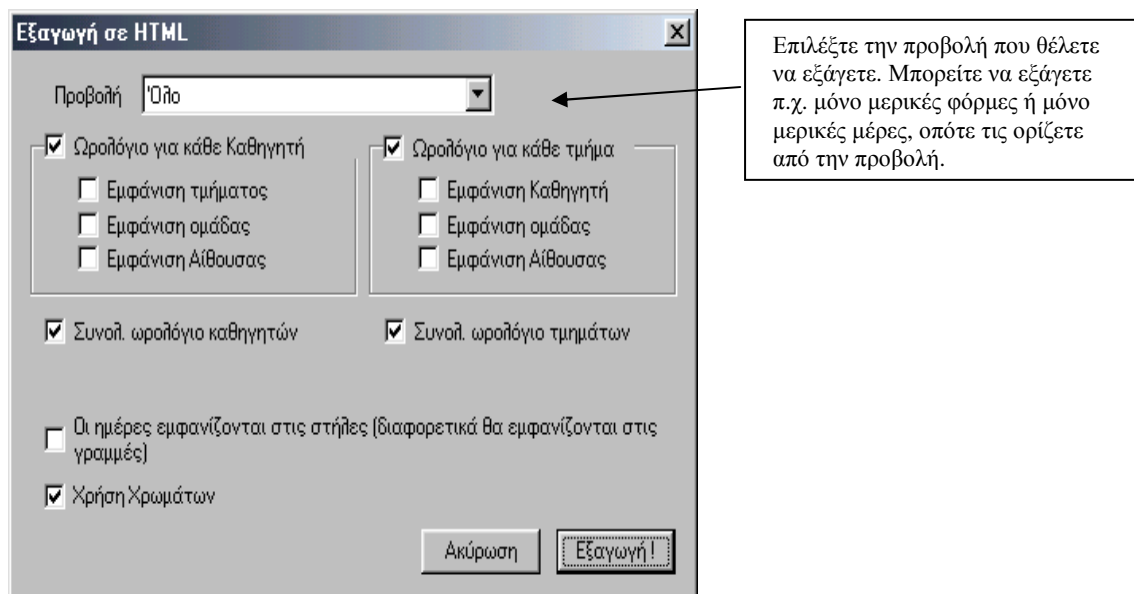 Εξαγωγή σε HTML
Προβολή Όλο
Ωρολόγιο για κάθε Καθηγητή
Εμφάνιση τμήματος
Εμφάνιση ομάδας
Εμφάνιση Αίθουσας
Ωρολόγιο για κάθε τμήμα
Εμφάνιση Καθηγητή
Εμφάνιση ομάδας
Εμφάνιση Αίθουσας
Συνολ. ωρολόγιο καθηγητών
Συνολ. ωρολόγιο τμημάτων
Οι ημέρες εμφανίζονται στις στήλες (διαφορετικά θα εμφανίζονται στις
γραμμές)
Χρήση Χρωμάτων
Ακύρωση
Εξαγωγή !
Επιλέξτε την προβολή που θέλετε
να εξάγετε. Μπορείτε να εξάγετε
π.χ. μόνο μερικές φόρμες ή μόνο
μερικές μέρες, οπότε τις ορίζετε
από την προβολή.